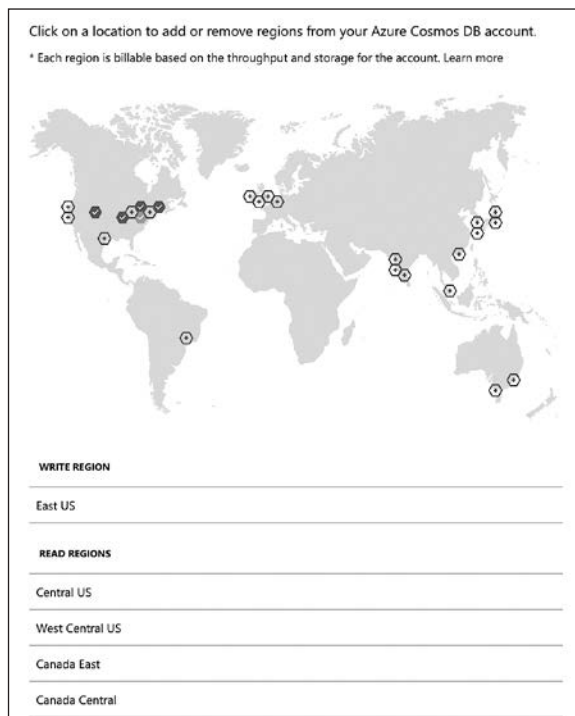 Click on a location to add or remove regions from your Azure Cosmos DB account.
* Each region is billable based on the throughput and storage for the account. Learn more
WRITE REGION
East US
READ REGIONS
Central US
West Central US
Canada East
Canada Central